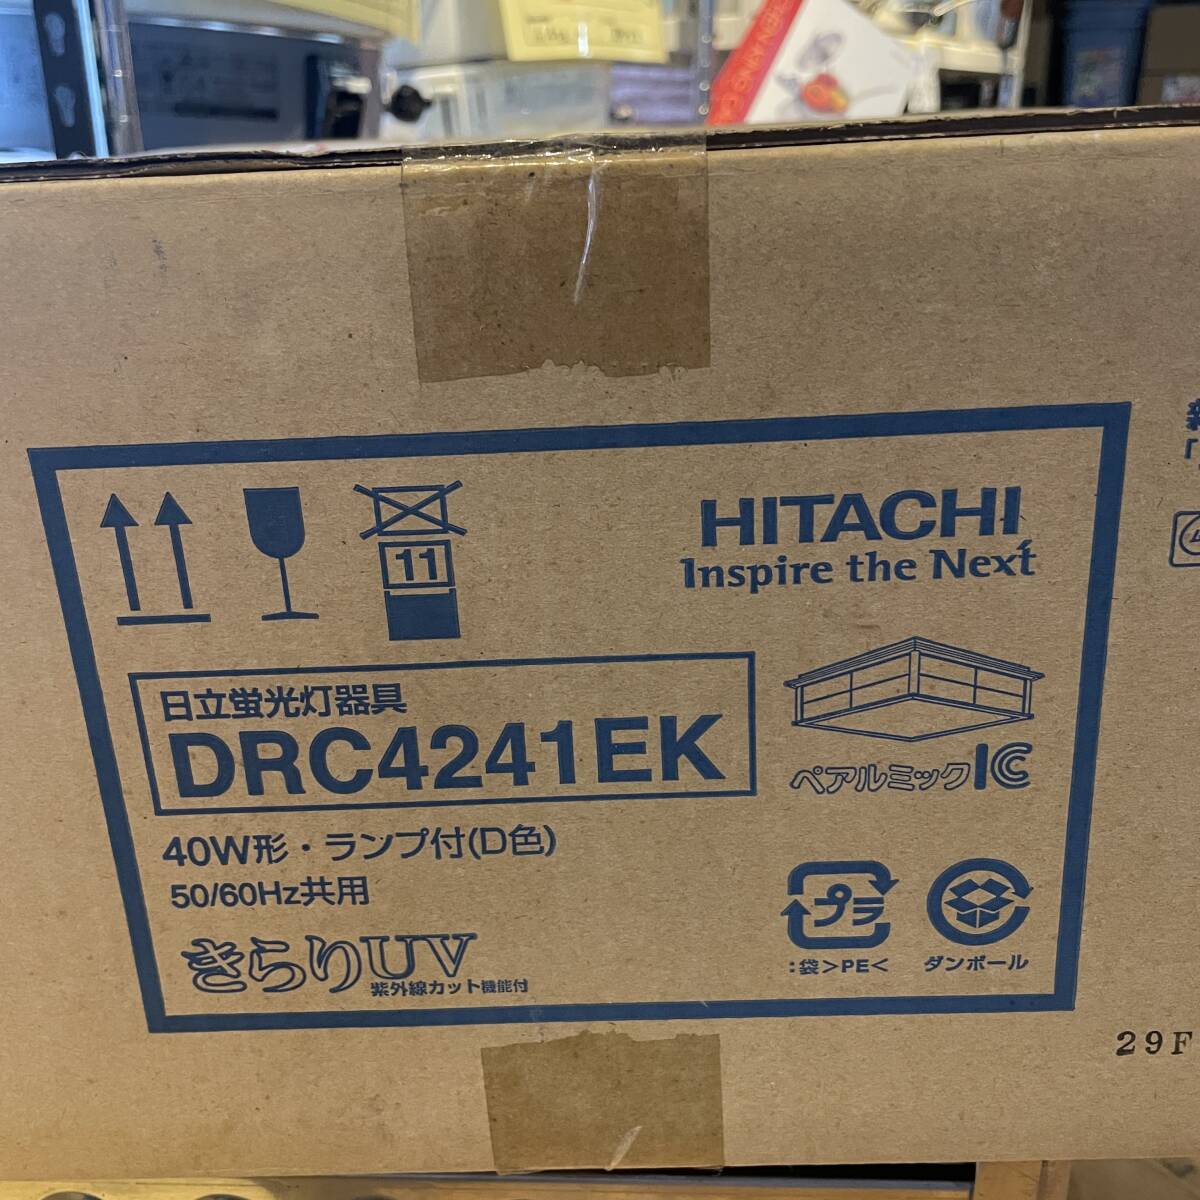 HITACHI
Inspire the Next
11
日立蛍光灯器具
DRC4241EK
ペアルミックIC
40W形・ランプ付(D色)
50/60Hz共用
きらりUV
紫外線カット機能付
プラ
:袋>PE<
ダンボール
29F